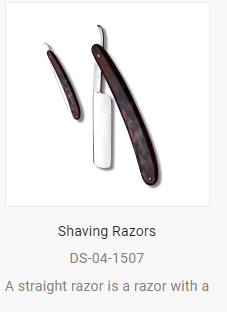 Shaving Razors
DS-04-1507
A straight razor is a razor with a